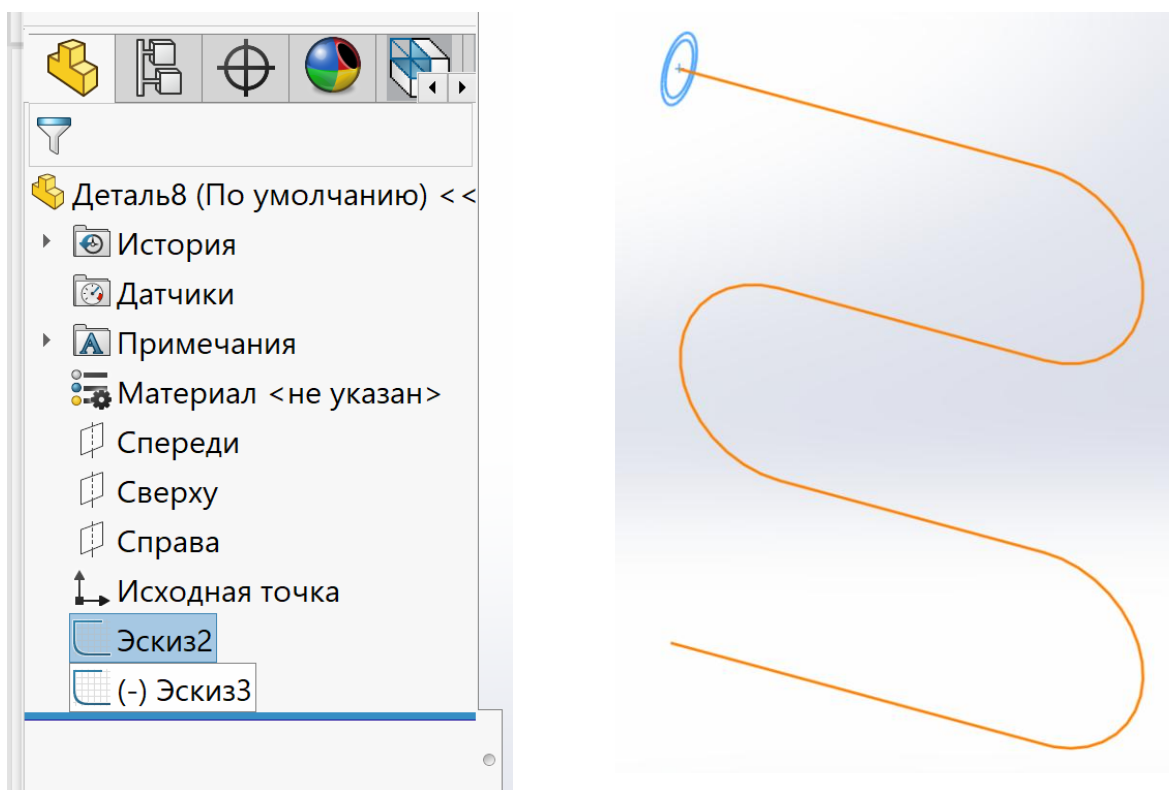 Деталь8 (По умолчанию) <<
История
Датчики
Примечания
Материал <не указан>
Спереди
Сверху
Справа
Исходная точка
Эскиз2
(-) Эскиз3